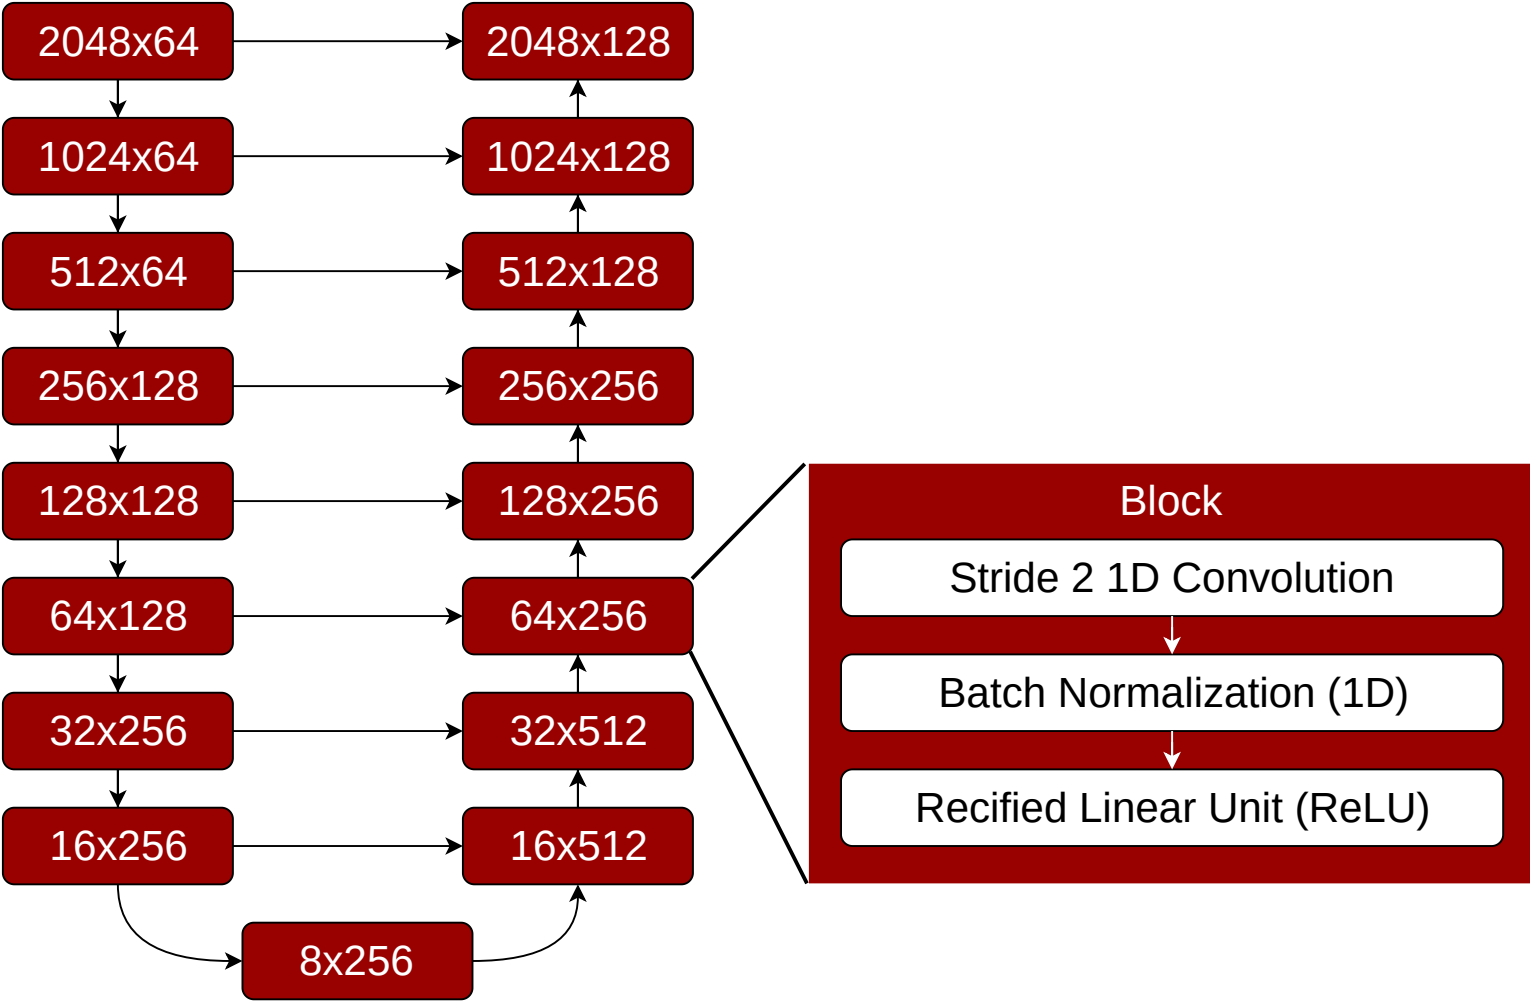 2048x64
2048x128
1024x64
1024x128
512x64
512x128
256x128
256x256
128x128
128x256
64x128
64x256
32x256
32x512
16x256
16x512
8x256
Block
Stride 2 1D Convolution
Batch Normalization (1D)
Recified Linear Unit (ReLU)